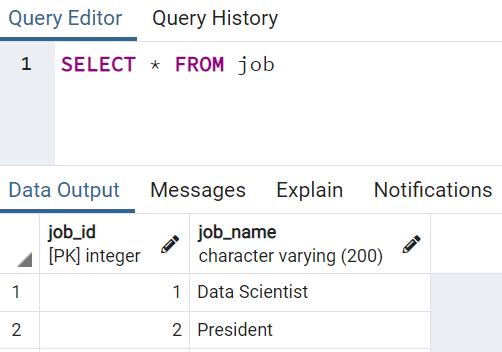 Query Editor Query History
1 SELECT * FROM job
Data Output Messages Explain Notifications
job_id job_name
[PK] integer character varying (200)
1 1 Data Scientist
2 2 President